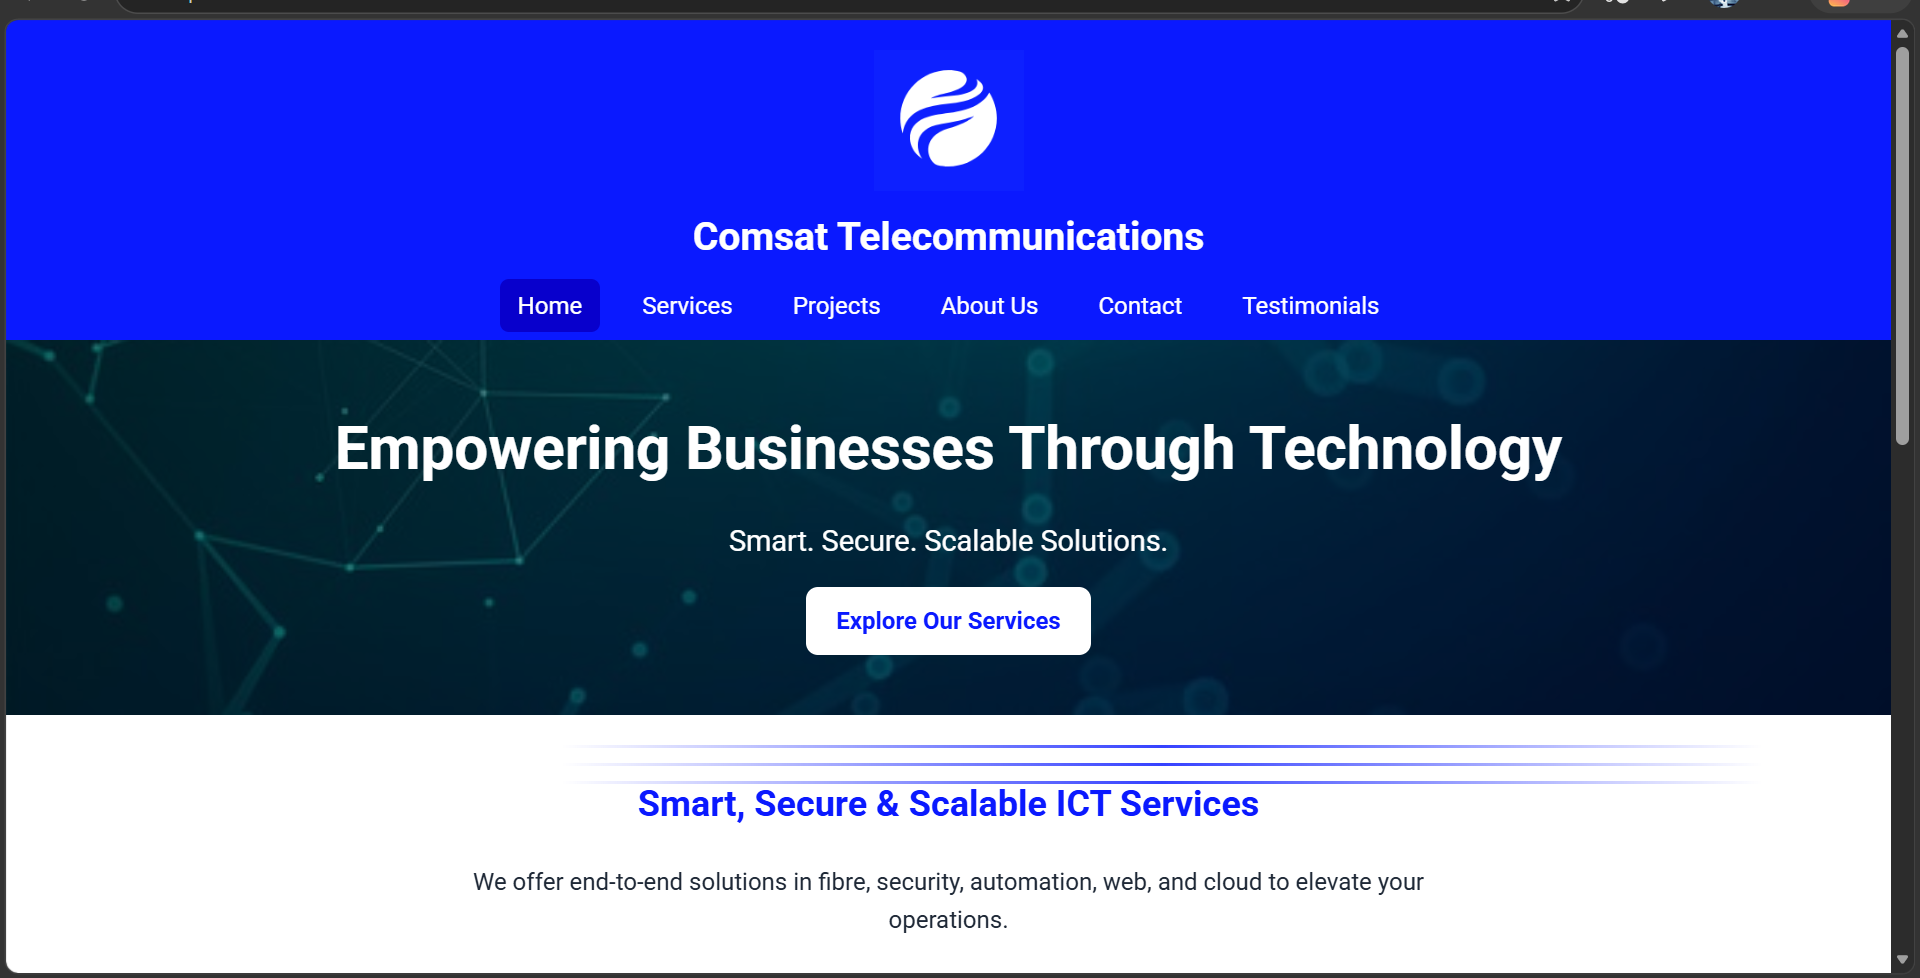 Comsat Telecommunications
Home Services Projects About Us Contact Testimonials
Empowering Businesses Through Technology
Smart. Secure. Scalable Solutions.
Explore Our Services
Smart, Secure & Scalable ICT Services
We offer end-to-end solutions in fibre, security, automation, web, and cloud to elevate your
operations.